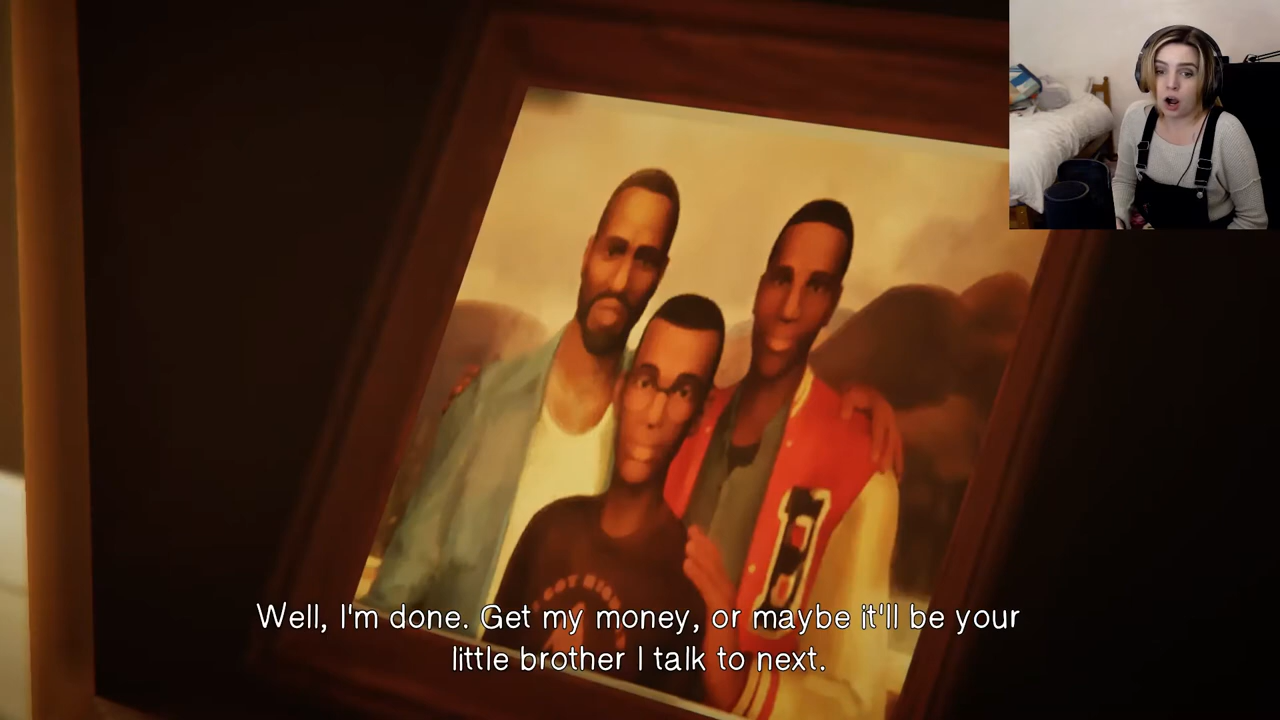 Well, I'm done. Get my money, or maybe it'll be your
little brother I talk to next.